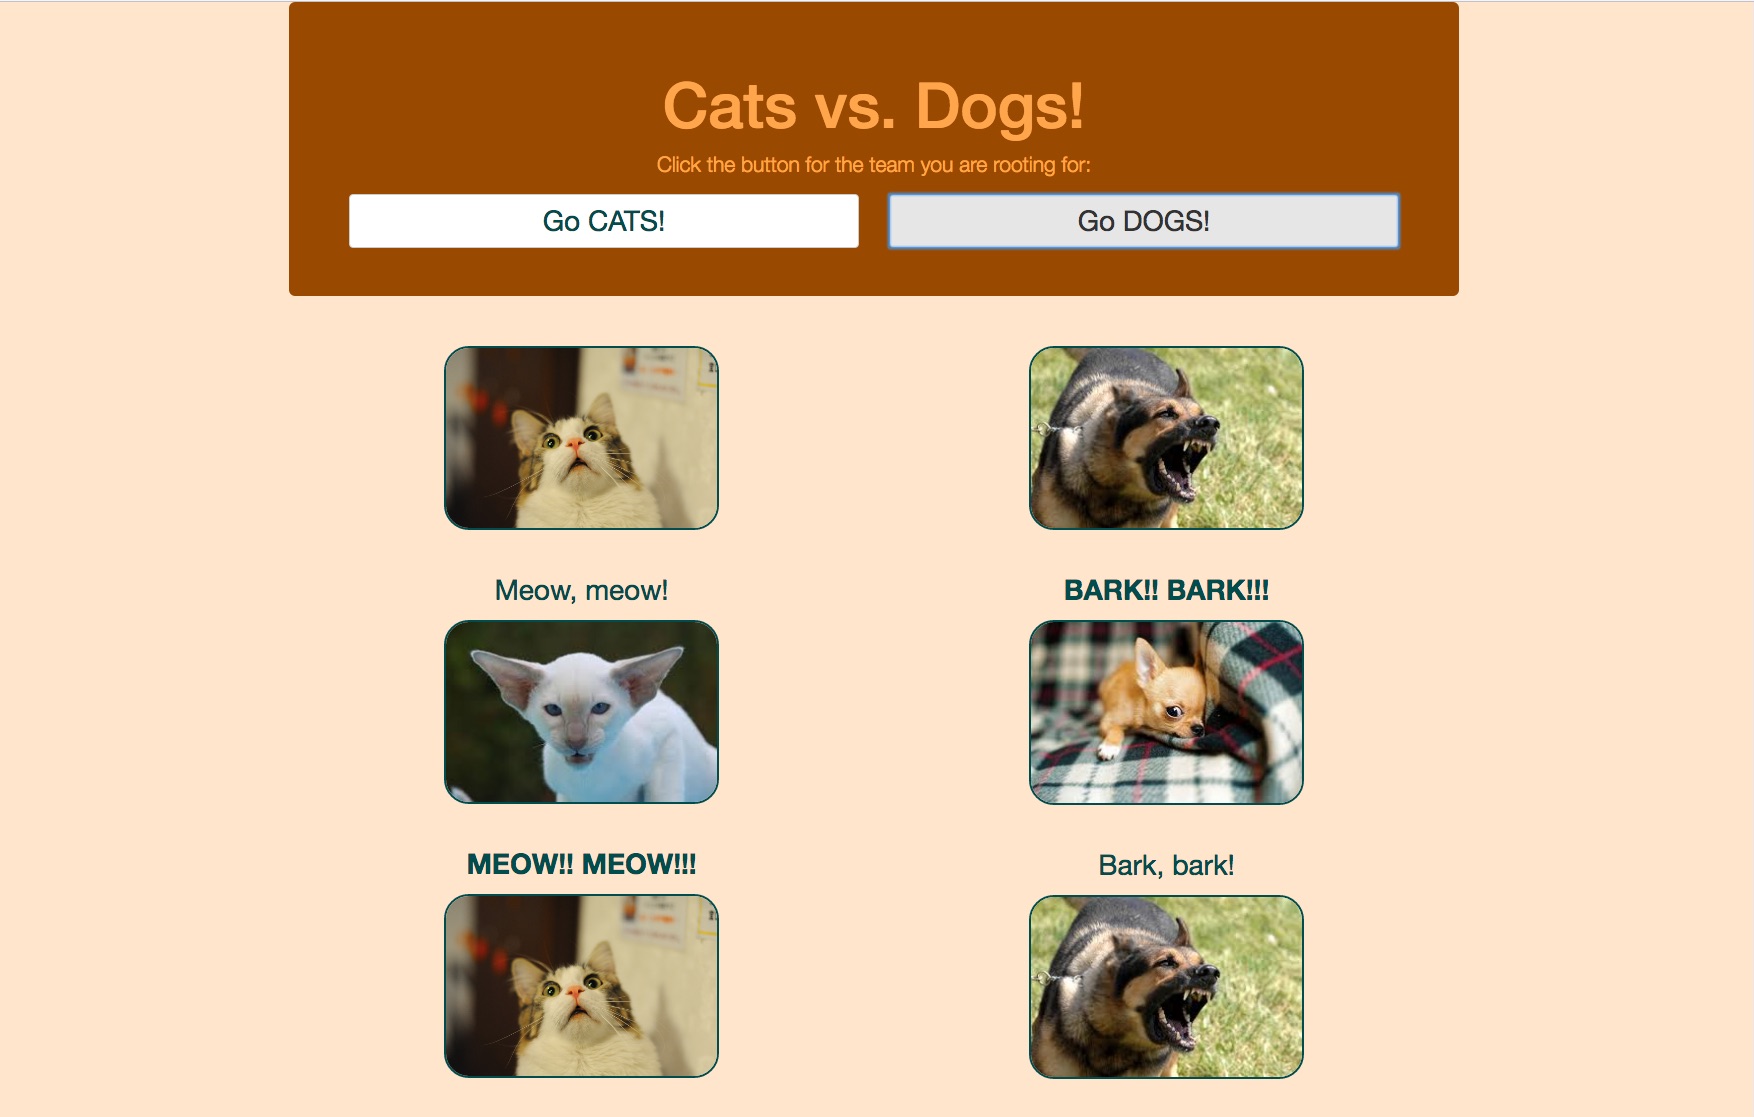 Cats vs. Dogs!
Click the button for the team you are rooting for:
Go CATS!
Go DOGS!
Meow, meow!
BARK!! BARK!!!
MEOW!! MEOW!!!
Bark, bark!